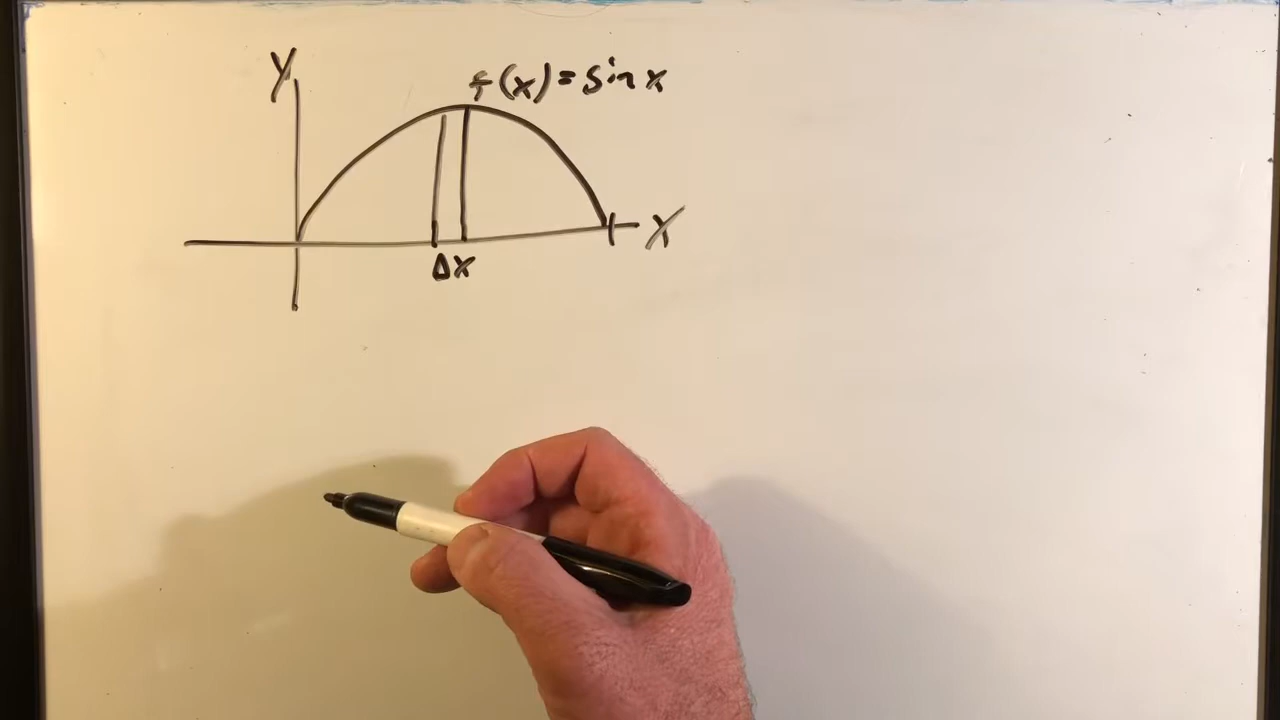 y
f(x)=sin x
x
Δx